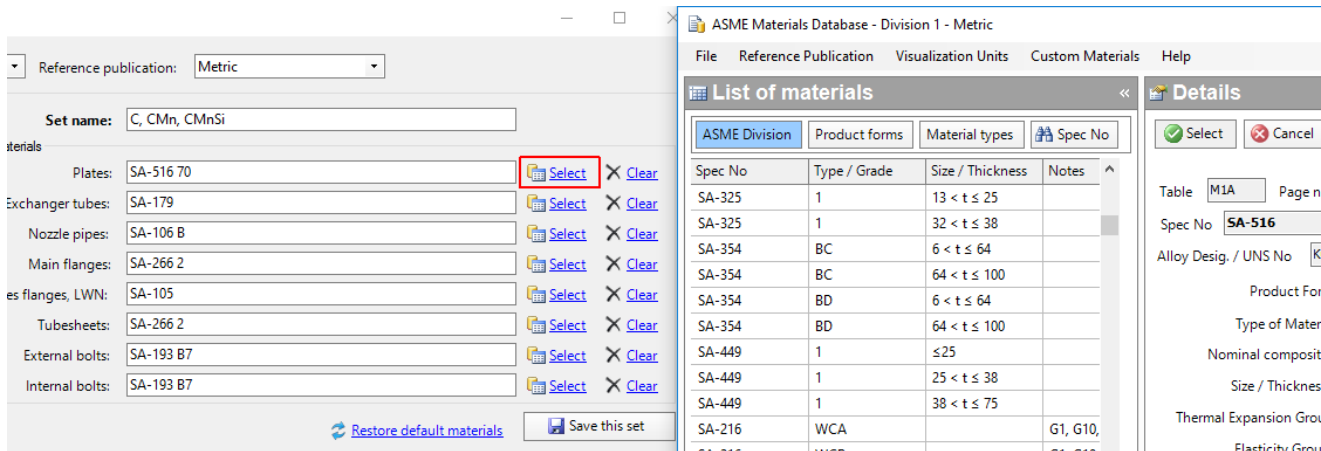 Reference publication: Metric
Set name: C, CMn, CMnSi
Plates: SA-516 70 Select Clear
Exchanger tubes: SA-179 Select Clear
Nozzle pipes: SA-106 B Select Clear
Main flanges: SA-266 2 Select Clear
flanges, LWN: SA-105 Select Clear
Tubesheets: SA-266 2 Select Clear
External bolts: SA-193 B7 Select Clear
Internal bolts: SA-193 B7 Select Clear
Restore default materials Save this set
ASME Materials Database - Division 1 - Metric
File Reference Publication Visualization Units Custom Materials Help
List of materials «
ASME Division Product forms Material types Spec No
Spec No Type / Grade Size / Thickness Notes
SA-325 1 13 < t ≤ 25
SA-325 1 32 < t ≤ 38
SA-354 BC 6 < t ≤ 64
SA-354 BC 64 < t ≤ 100
SA-354 BD 6 < t ≤ 64
SA-354 BD 64 < t ≤ 100
SA-449 1 ≤25
SA-449 1 25 < t ≤ 38
SA-449 1 38 < t ≤ 75
SA-216 WCA G1, G10,
Details
Select Cancel
Table M1A Page n
Spec No SA-516
Alloy Desig. / UNS No K
Product For
Type of Mater
Nominal composit
Size / Thicknes
Thermal Expansion Grou
Elasticity Grou